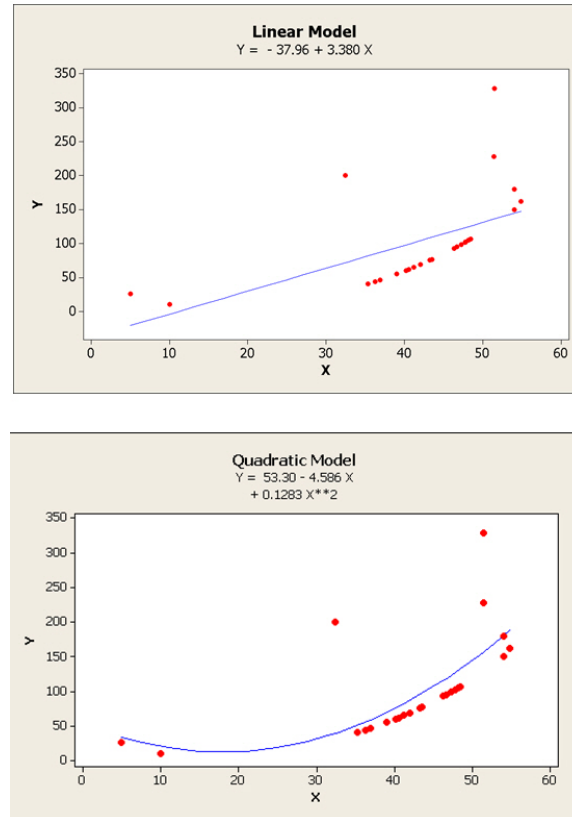 Linear Model
Y = - 37.96 + 3.380 X
350
300
250
200
150
100
50
0
Y
0 10 20 30 40 50 60
X
Quadratic Model
Y = 53.30 - 4.586 X
+ 0.1283 X**2
350
300
250
200
150
100
50
0
Y
0 10 20 30 40 50 60
X